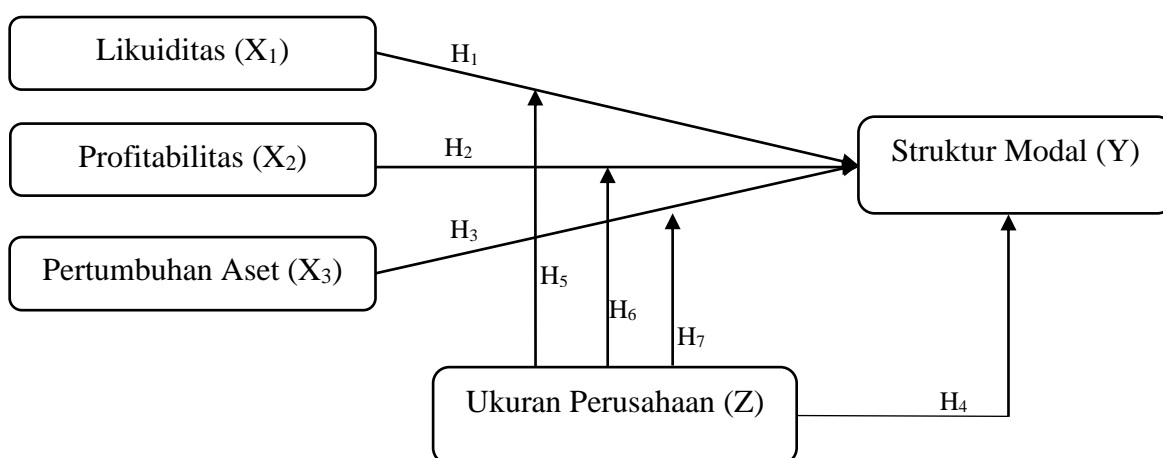 Likuiditas (X₁)
H₁
Profitabilitas (X₂)
H₂
Struktur Modal (Y)
H₃
Pertumbuhan Aset (X₃)
H₅
H₆
H₇
Ukuran Perusahaan (Z)
H₄